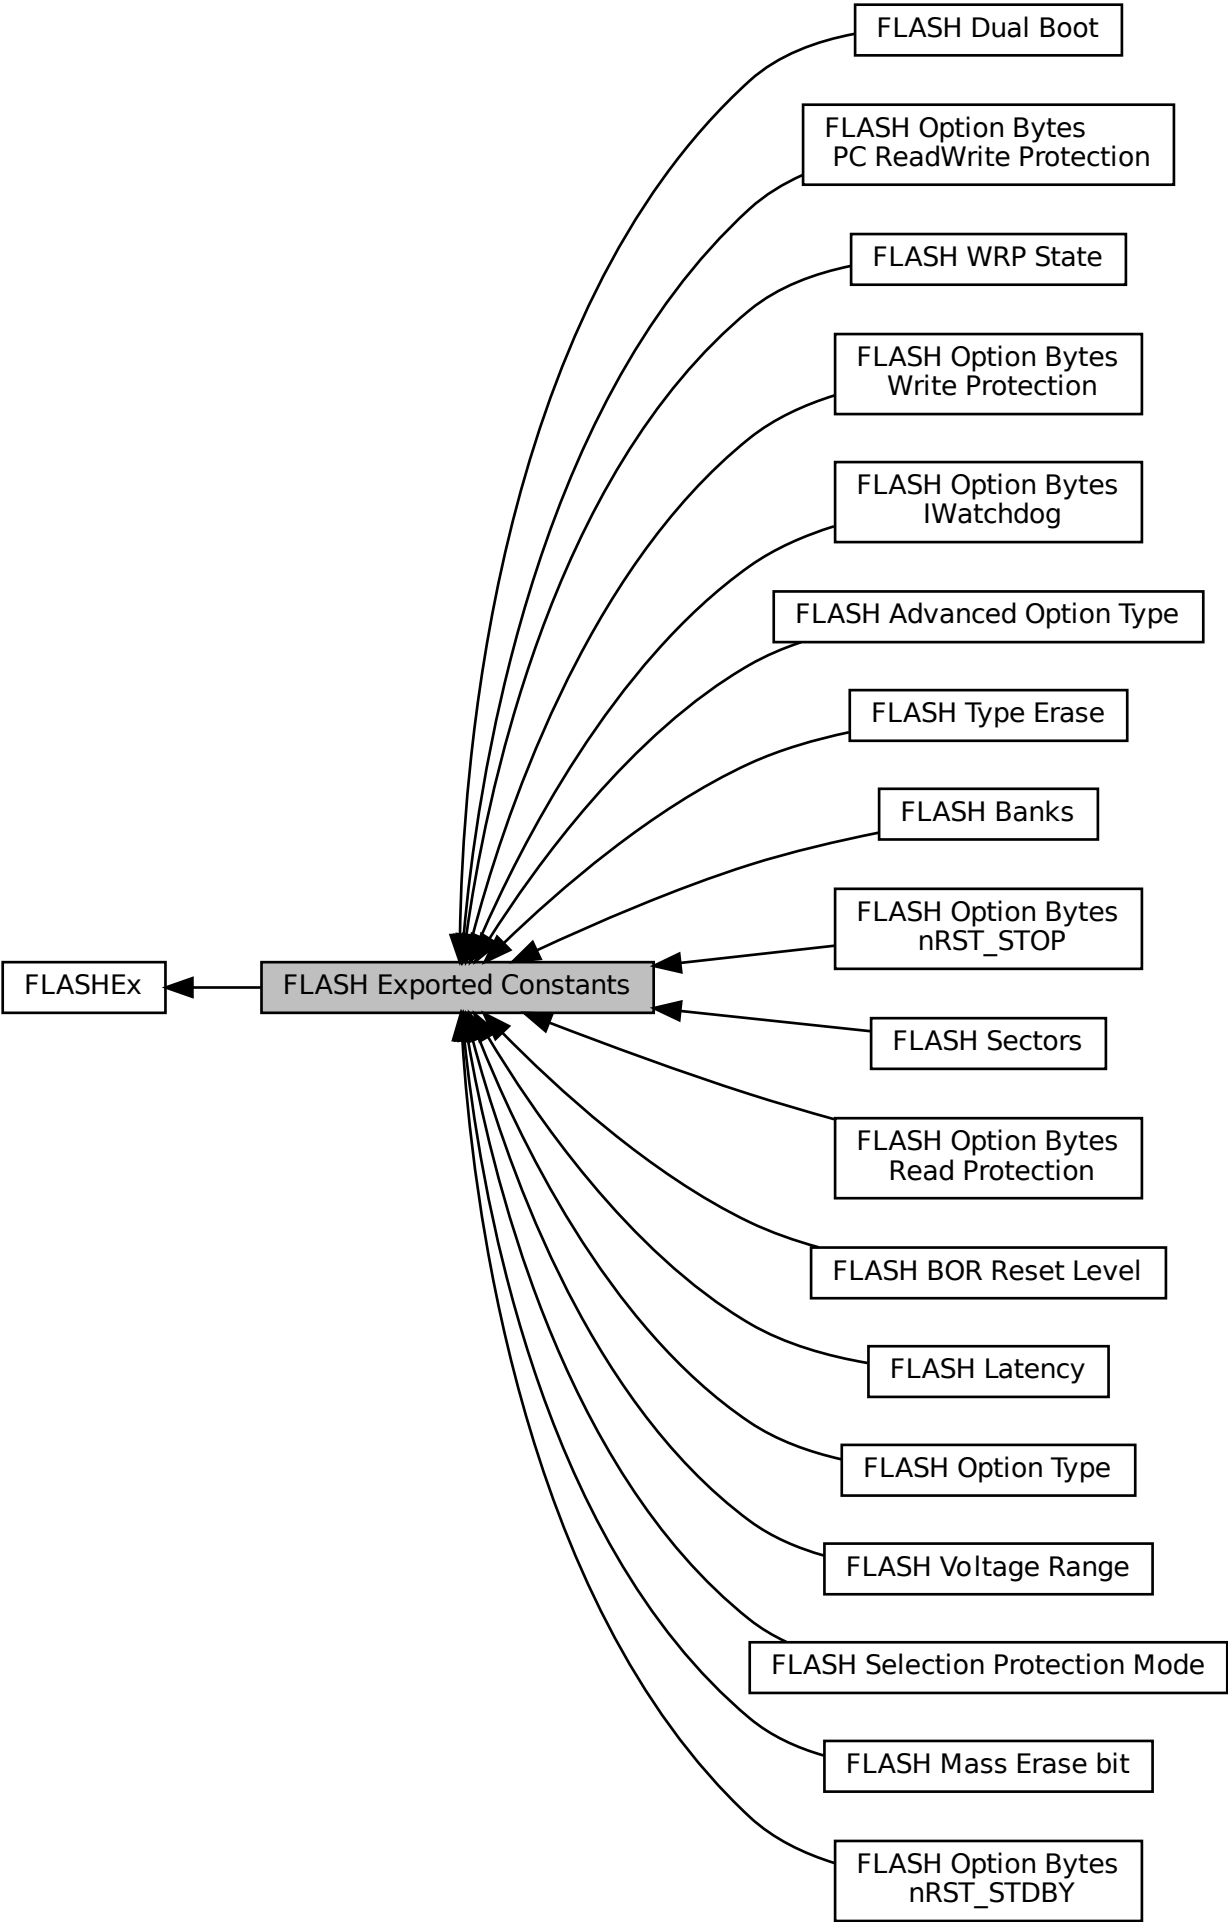 FLASH Dual Boot
FLASH Option Bytes
PC ReadWrite Protection
FLASH WRP State
FLASH Option Bytes
Write Protection
FLASH Option Bytes
IWatchdog
FLASH Advanced Option Type
FLASH Type Erase
FLASH Banks
FLASH Option Bytes
nRST_STOP
FLASHEx
FLASH Exported Constants
FLASH Sectors
FLASH Option Bytes
Read Protection
FLASH BOR Reset Level
FLASH Latency
FLASH Option Type
FLASH Voltage Range
FLASH Selection Protection Mode
FLASH Mass Erase bit
FLASH Option Bytes
nRST_STDBY